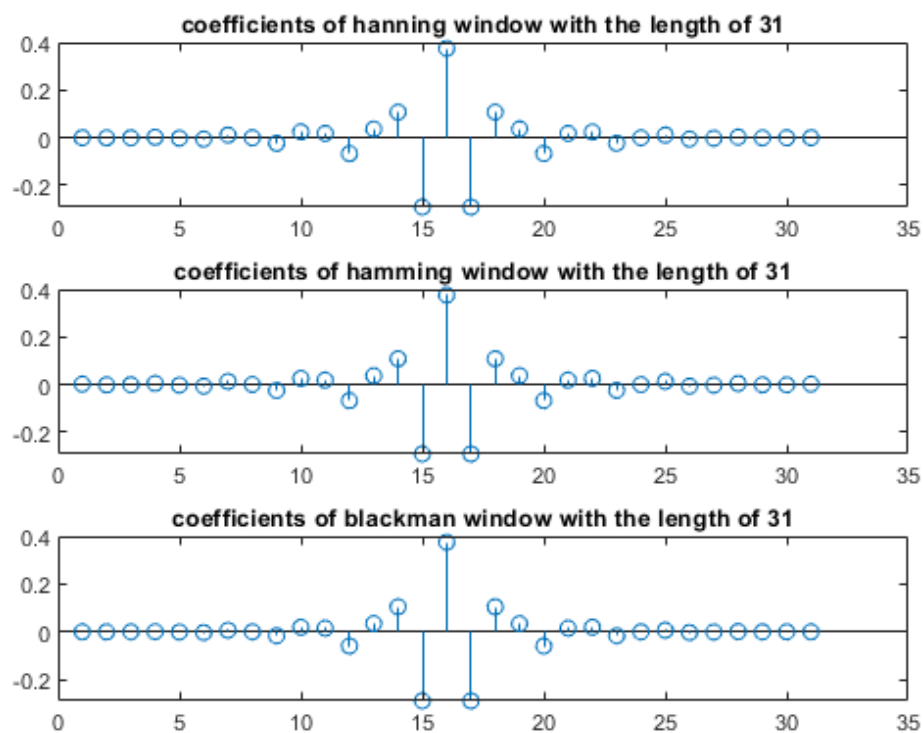 coefficients of hanning window with the length of 31
0.4
0.2
0
-0.2
0 5 10 15 20 25 30 35
coefficients of hamming window with the length of 31
0.4
0.2
0
-0.2
0 5 10 15 20 25 30 35
coefficients of blackman window with the length of 31
0.4
0.2
0
-0.2
0 5 10 15 20 25 30 35